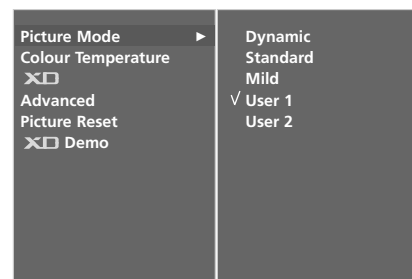 Picture Mode ►
Colour Temperature
XD
Advanced
Picture Reset
XD Demo
Dynamic
Standard
Mild
√ User 1
User 2